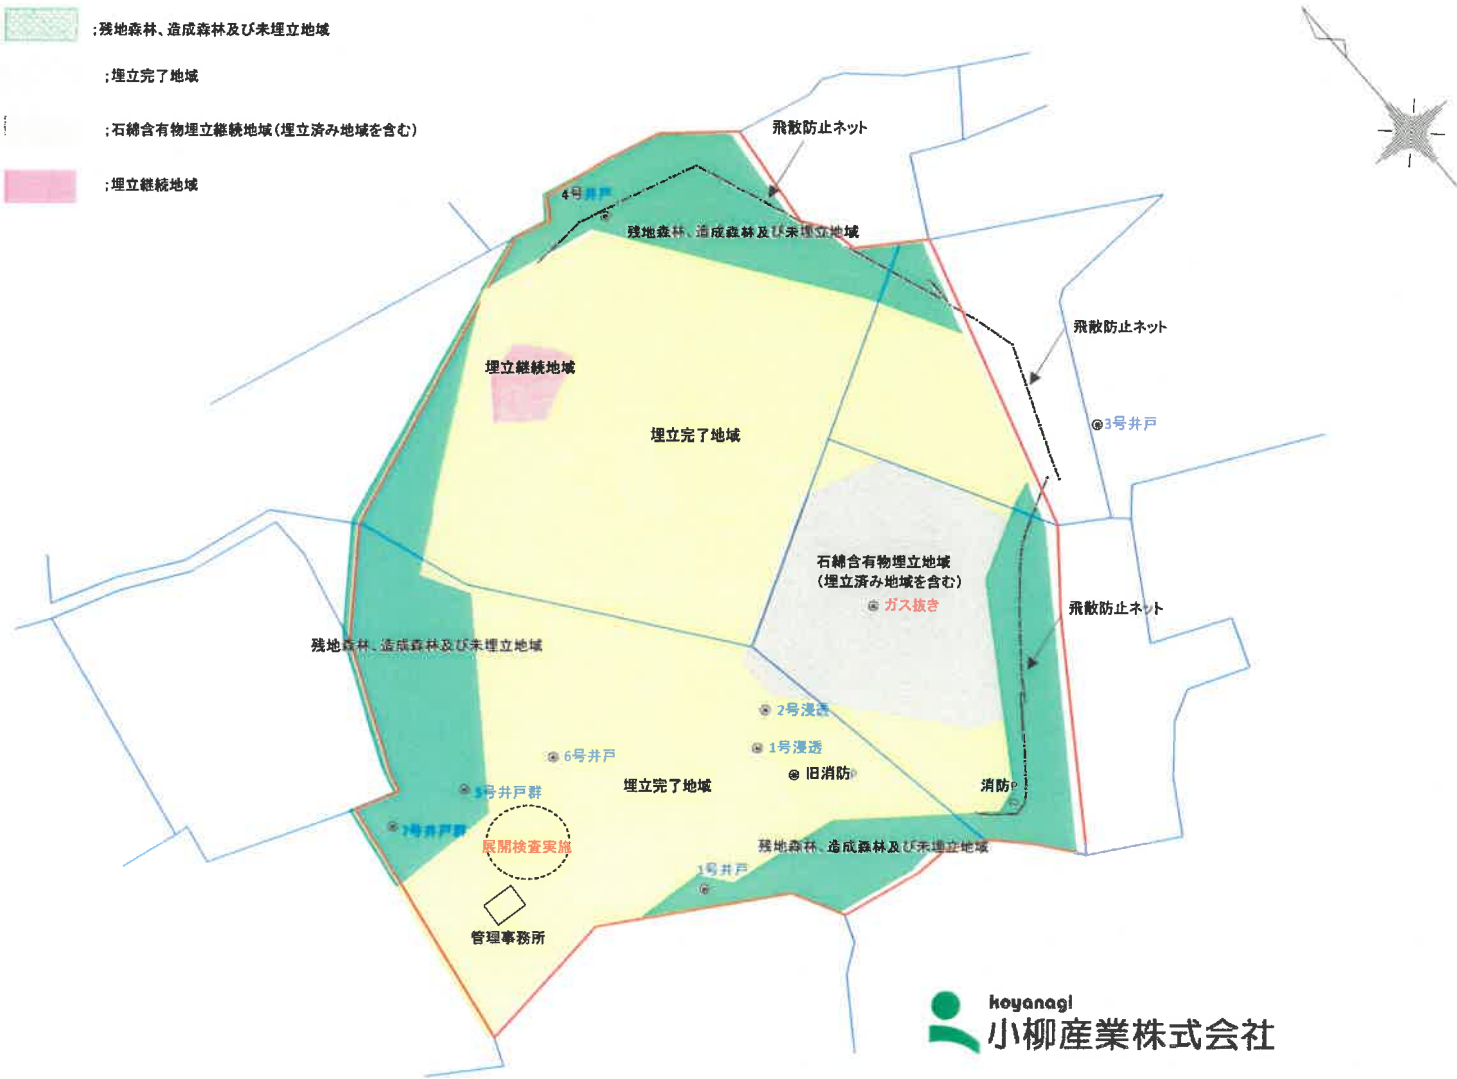 ;残地森林、造成森林及び未埋立地域
;埋立完了地域
;石綿含有物埋立継続地域(埋立済み地域を含む)
;埋立継続地域
飛散防止ネット
4号井戸
残地森林、造成森林及び未埋立地域
飛散防止ネット
埋立継続地域
3号井戸
埋立完了地域
石綿含有物埋立地域
(埋立済み地域を含む)
ガス抜き
飛散防止ネット
残地森林、造成森林及び未埋立地域
2号浸透
1号浸透
6号井戸
旧消防P
埋立完了地域
消防P
5号井戸群
7号井戸群
展開検査実施
残地森林、造成森林及び未埋立地域
1号井戸
管理事務所
koyanagi
小柳産業株式会社